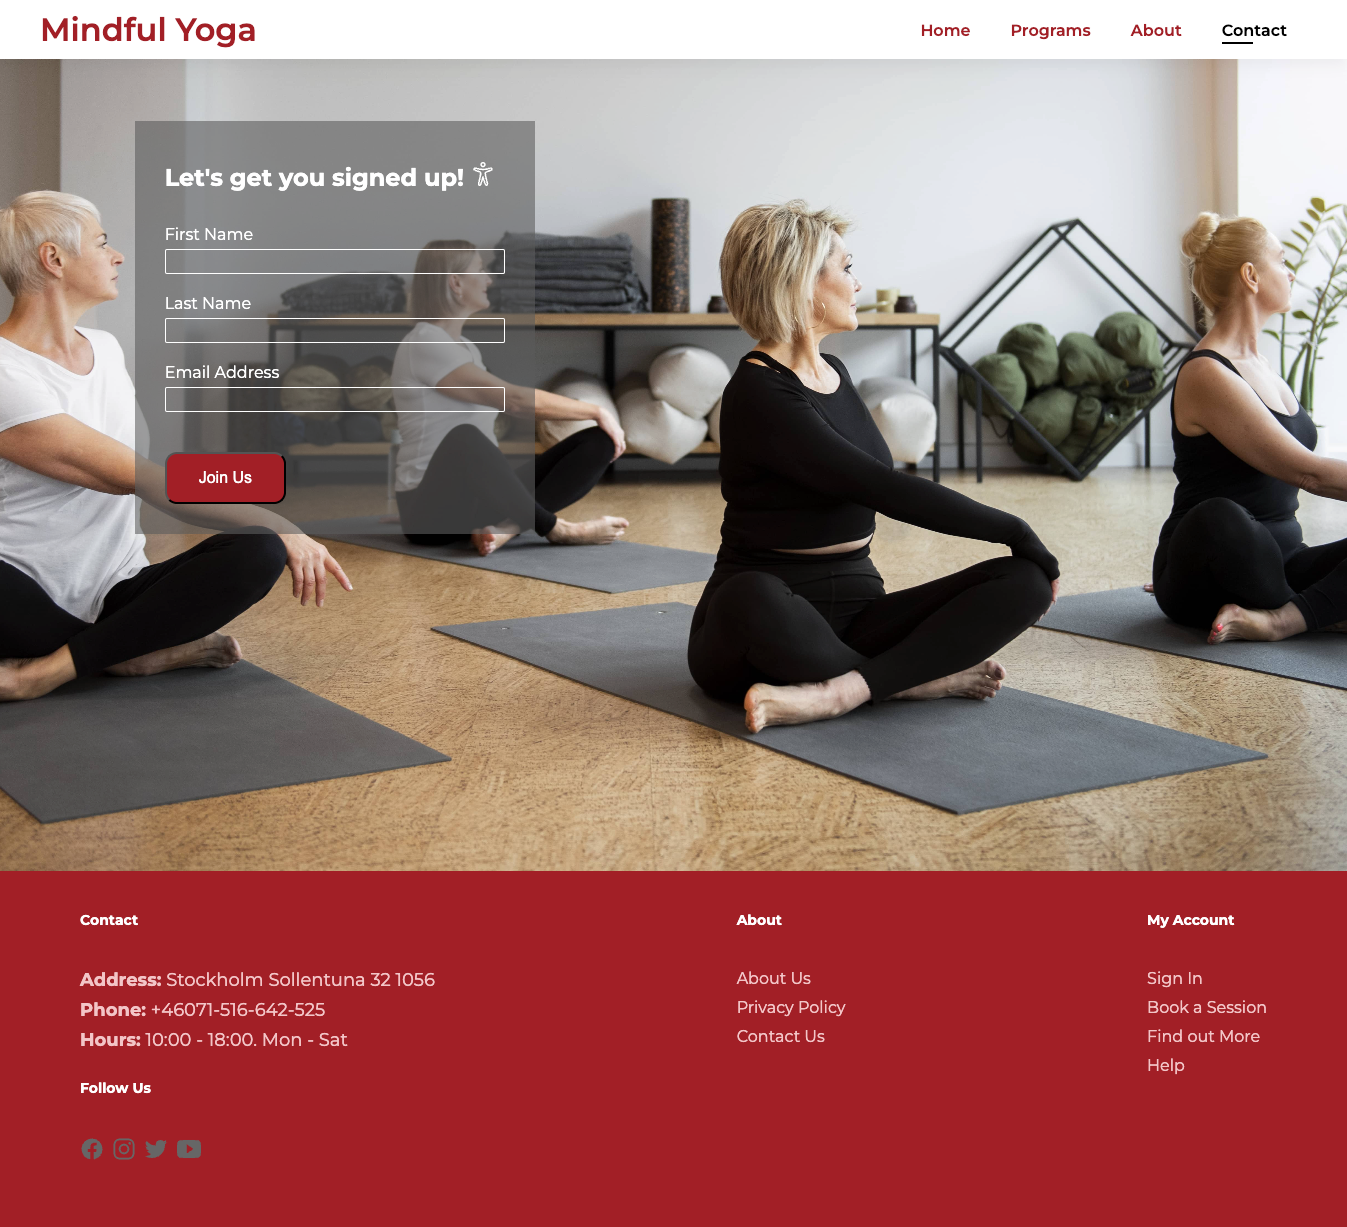 Mindful Yoga
Home
Programs
About
Contact
Let's get you signed up!
First Name
Last Name
Email Address
Join Us
Contact
Address: Stockholm Sollentuna 32 1056
Phone: +46071-516-642-525
Hours: 10:00 - 18:00. Mon - Sat
Follow Us
About
About Us
Privacy Policy
Contact Us
My Account
Sign In
Book a Session
Find out More
Help